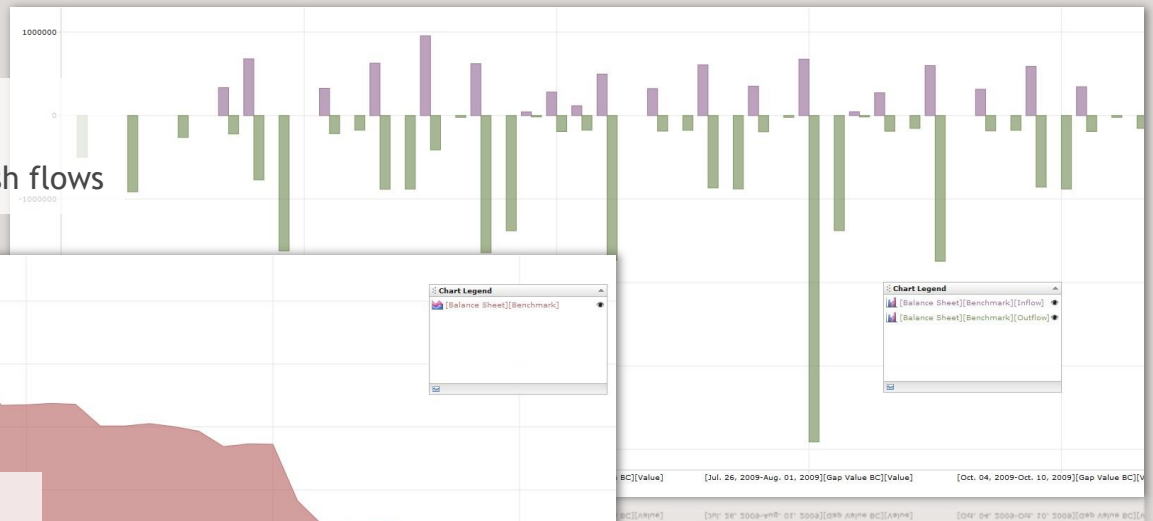 1000000
0
h flows
-1000000
Chart Legend
[Balance Sheet][Benchmark]
Chart Legend
[Balance Sheet][Benchmark][Inflow]
[Balance Sheet][Benchmark][Outflow]
BC][Value]
[Jul. 26, 2009-Aug. 01, 2009][Gap Value BC][Value]
[Oct. 04, 2009-Oct. 10, 2009][Gap Value BC][V